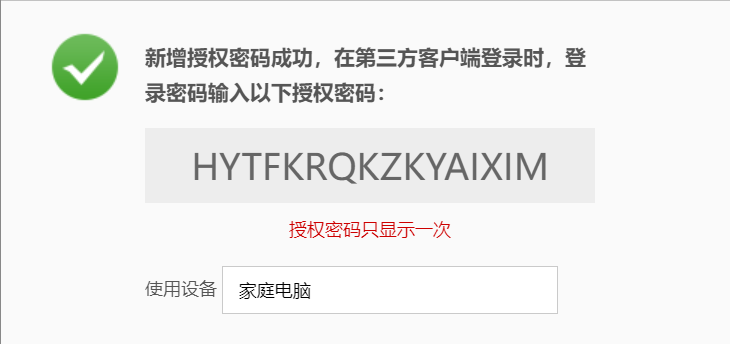 新增授权密码成功，在第三方客户端登录时，登
录密码输入以下授权密码：
HYTFKRQKZKYAIXIM
授权密码只显示一次
使用设备 家庭电脑